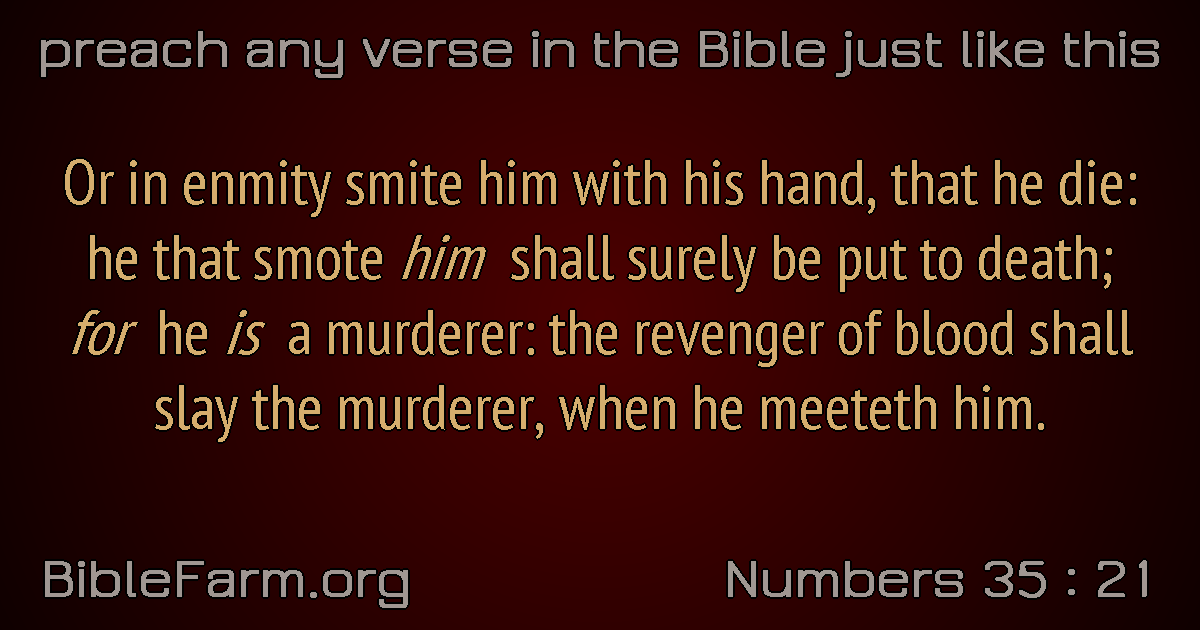 preach any verse in the Bible just like this
Or in enmity smite him with his hand, that he die:
he that smote him shall surely be put to death;
for he is a murderer: the revenger of blood shall
slay the murderer, when he meeteth him.
BibleFarm.org
Numbers 35 : 21